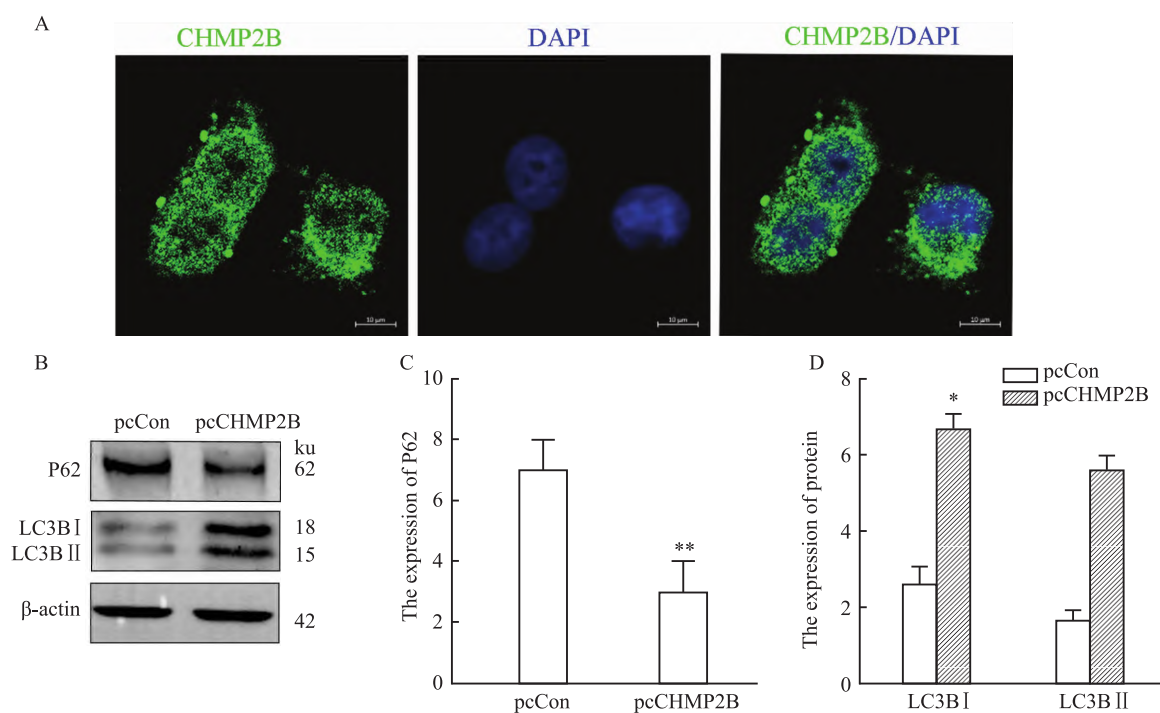 A
CHMP2B
DAPI
CHMP2B/DAPI
10 μm
10 μm
10 μm
B
pcCon pcCHMP2B
ku
P62 62
LC3BⅠ 18
LC3BⅡ 15
β-actin 42
C
The expression of P62
10
8
6
4
2
0
**
pcCon pcCHMP2B
D
The expression of protein
8
6
4
2
0
pcCon
pcCHMP2B
*
LC3BⅠ LC3BⅡ